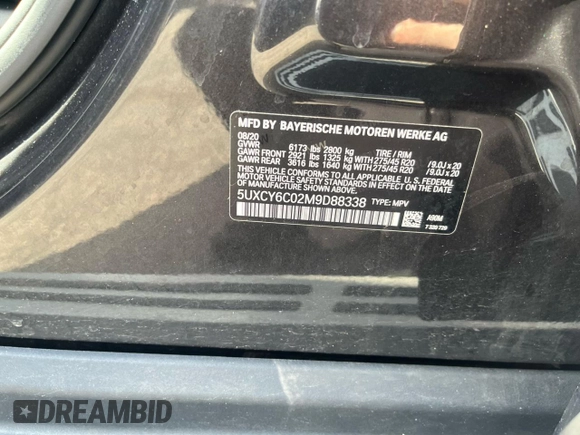 MFD BY BAYERISCHE MOTOREN WERKE AG
08/20
GVWR 6173 lbs 2800 kg TIRE / RIM
GAWR FRONT 2921 lbs 1325 kg WITH 275/45 R20 /9.0J x 20
GAWR REAR 3616 lbs 1640 kg WITH 275/45 R20 /9.0J x 20
THIS VEHICLE CONFORMS TO ALL APPLICABLE U.S. FEDERAL
MOTOR VEHICLE SAFETY STANDARDS IN EFFECT ON THE DATE OF
MANUFACTURE SHOWN ABOVE.
5UXCY6C02M9D88338 TYPE: MPV
A90M
DREAMBID